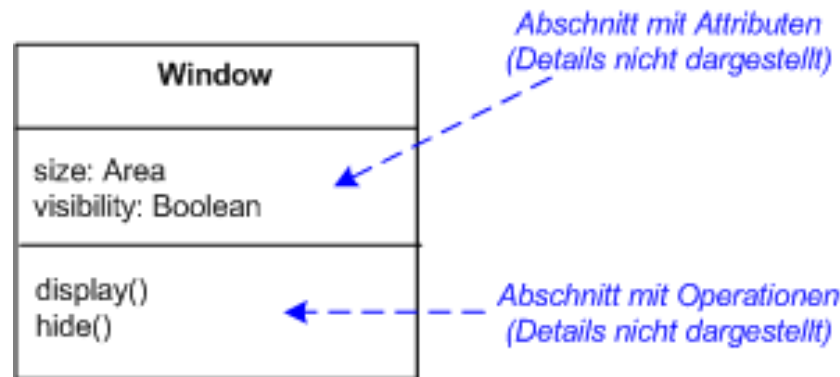 Abschnitt mit Attributen
(Details nicht dargestellt)
Window
size: Area
visibility: Boolean
display()
hide()
Abschnitt mit Operationen
(Details nicht dargestellt)